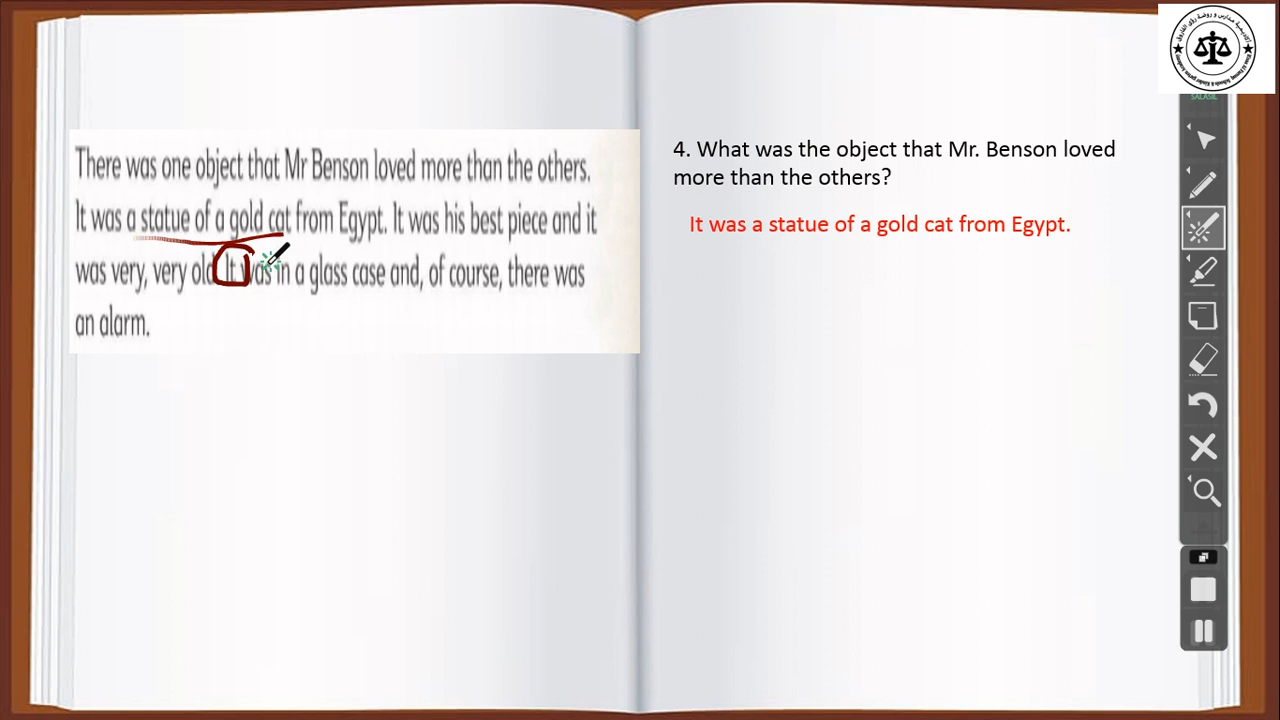 There was one object that Mr Benson loved more than the others.
It was a statue of a gold cat from Egypt. It was his best piece and it
was very, very old. It was in a glass case and, of course, there was
an alarm.
4. What was the object that Mr. Benson loved
more than the others?
It was a statue of a gold cat from Egypt.
SALASIL